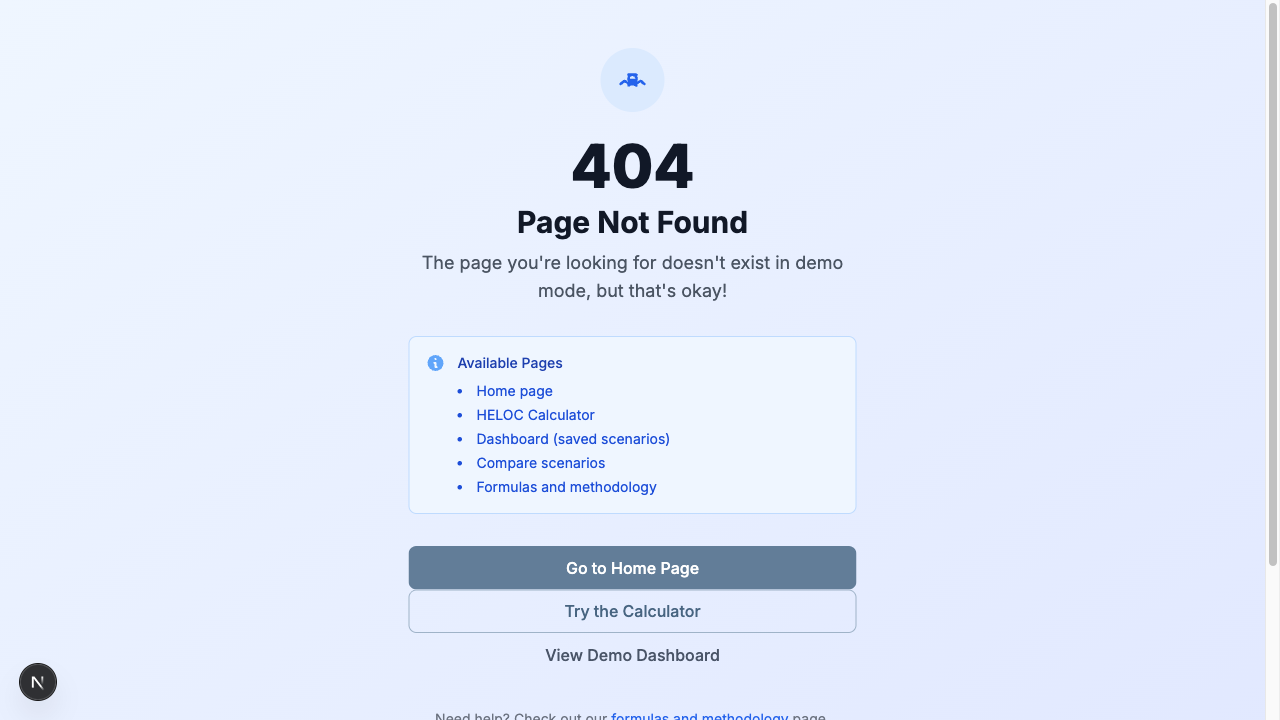 404
Page Not Found
The page you're looking for doesn't exist in demo
mode, but that's okay!
Available Pages
• Home page
• HELOC Calculator
• Dashboard (saved scenarios)
• Compare scenarios
• Formulas and methodology
Go to Home Page
Try the Calculator
View Demo Dashboard
N
Need help? Check out our formulas and methodology page